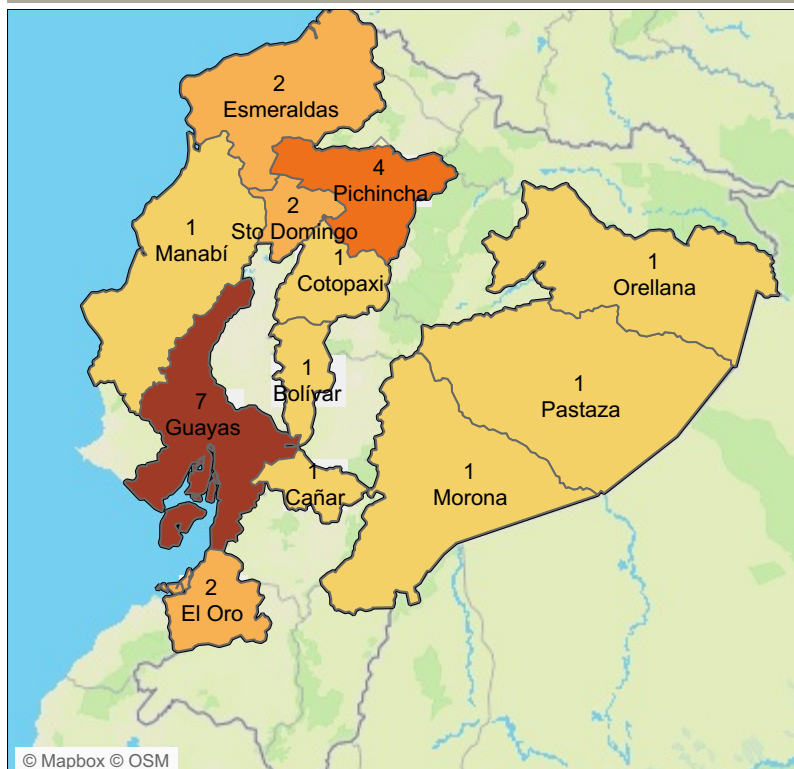 2
Esmeraldas
4
Pichincha
2
Sto Domingo
1
Manabí
1
Cotopaxi
1
Orellana
1
Bolívar
1
Pastaza
7
Guayas
1
Cañar
1
Morona
2
El Oro
© Mapbox © OSM